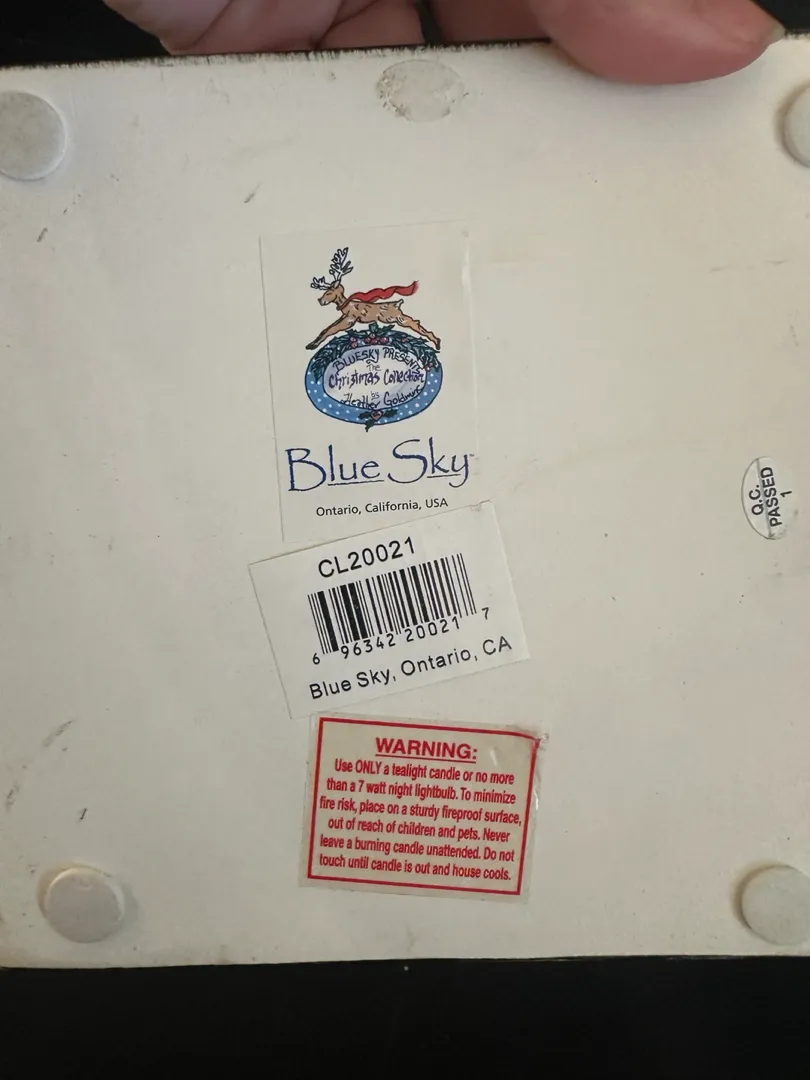 BLUESKY PRESENTS
The
Christmas Collection
by
Heather Goldminc
Blue Sky
Ontario, California, USA
Q.C.
PASSED
1
CL20021
6 96342 20021 7
Blue Sky, Ontario, CA
WARNING:
Use ONLY a tealight candle or no more
than a 7 watt night lightbulb. To minimize
fire risk, place on a sturdy fireproof surface,
out of reach of children and pets. Never
leave a burning candle unattended. Do not
touch until candle is out and house cools.